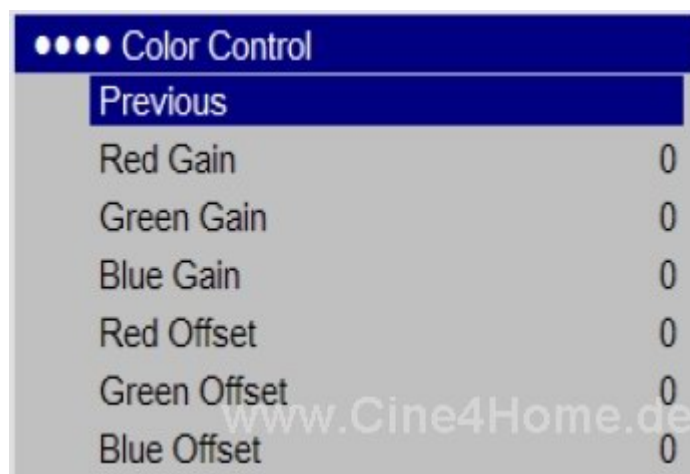 •••• Color Control
Previous
Red Gain 0
Green Gain 0
Blue Gain 0
Red Offset 0
Green Offset 0
www.Cine4Home.de
Blue Offset 0